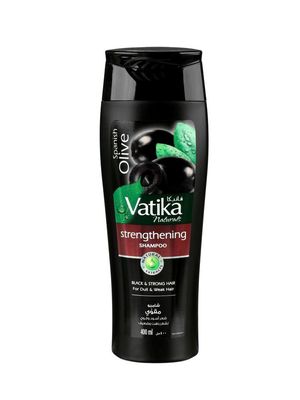 Spanish
Olive
فاتيكا
Vatika
Naturals
strengthening
SHAMPOO
BLACK & STRONG HAIR
For Dull & Weak Hair
شامبو
مقوي
400 ml